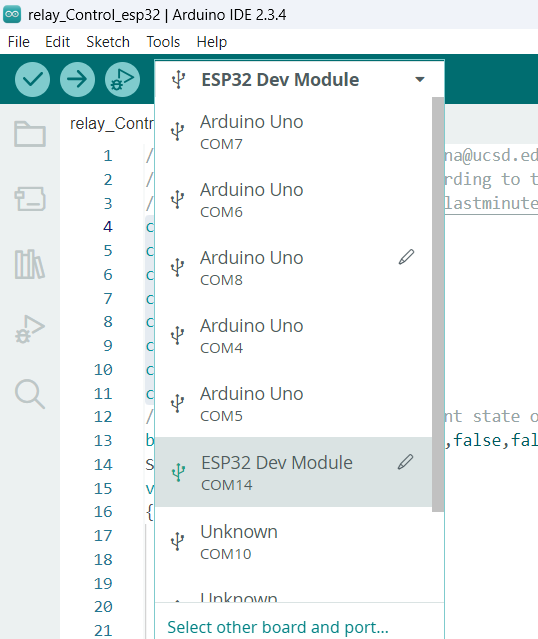 relay_Control_esp32 | Arduino IDE 2.3.4
File Edit Sketch Tools Help
ESP32 Dev Module
relay_Contr
Arduino Uno
COM7
Arduino Uno
COM6
Arduino Uno
COM8
Arduino Uno
COM4
Arduino Uno
COM5
ESP32 Dev Module
COM14
Unknown
COM10
Unknown
Select other board and port...
1 / na@ucsd.ed
2 / rding to t
3 / lastminute
4 c
5 c
6 c
7 c
8 c
9 c
10 c
11 c
12 / nt state o
13 b ,false,fal
14 S
15 v
16 {
17
18
19
20
21